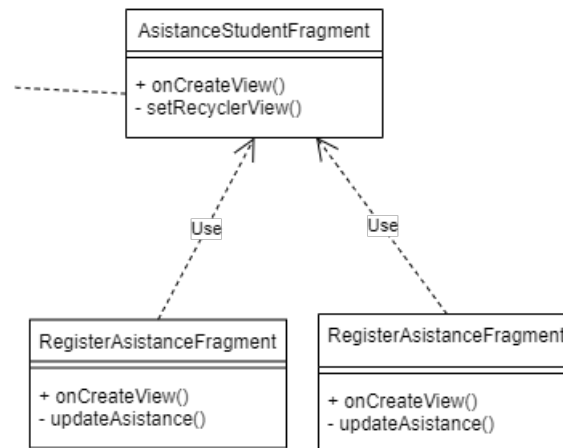 AsistanceStudentFragment
+ onCreateView()
- setRecyclerView()
Use
Use
RegisterAsistanceFragment
+ onCreateView()
- updateAsistance()
RegisterAsistanceFragment
+ onCreateView()
- updateAsistance()